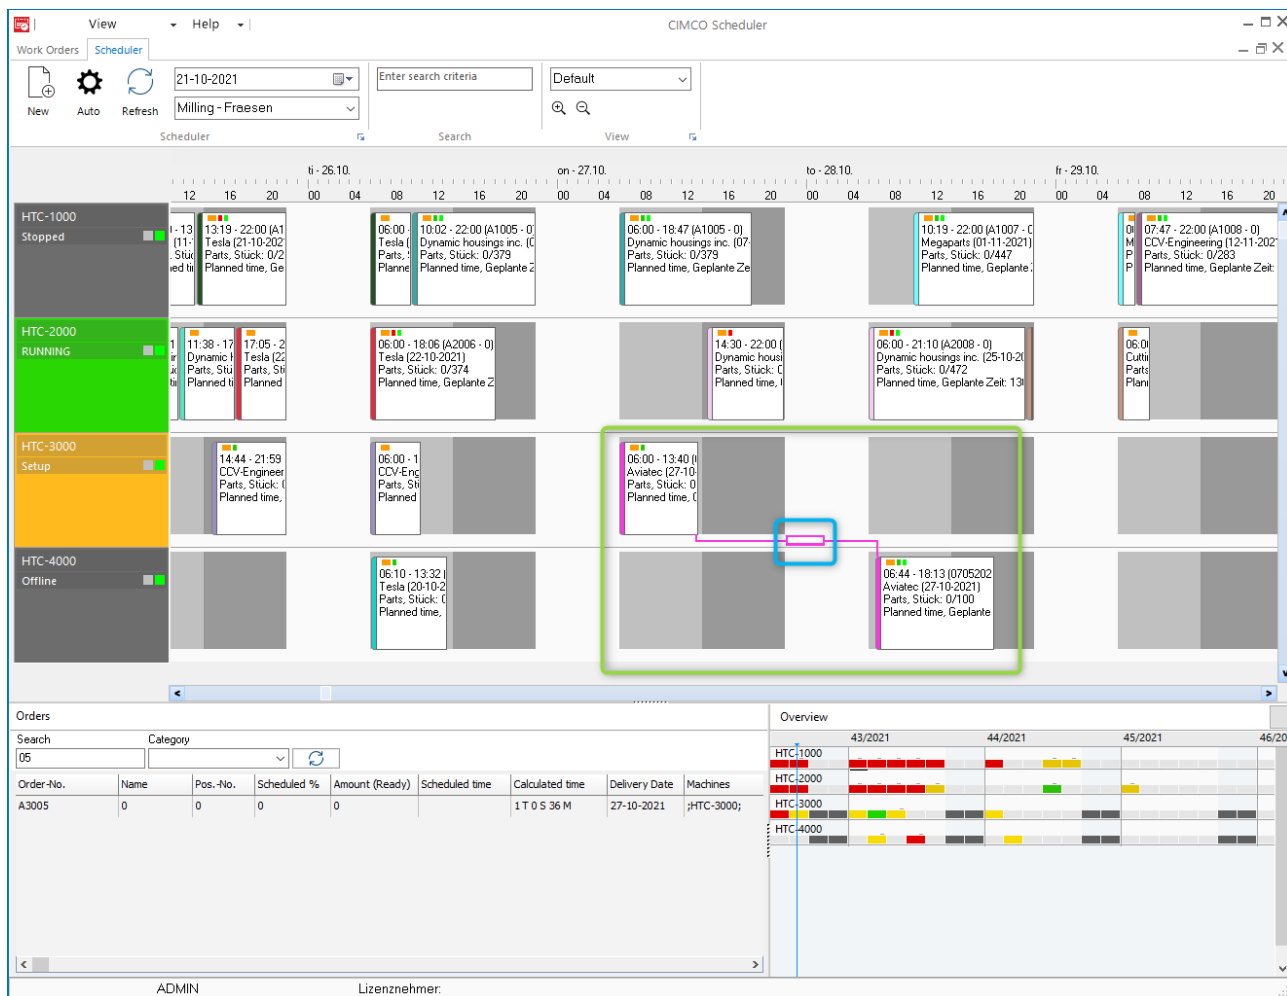 View Help CIMCO Scheduler
Work Orders Scheduler
New Auto Refresh
21-10-2021
Milling - Fraesen
Enter search criteria
Default
Scheduler Search View
ti - 26.10. on - 27.10. to - 28.10. fr - 29.10.
12 16 20 00 04 08 12 16 20 00 04 08 12 16 20 00 04 08 12 16 20 00 04 08 12 16 20
HTC-1000
Stopped
13:19 - 22:00 (A1
Tesla (21-10-202
Parts, Stück: 0/2
Planned time, Ge
06:00 -
Tesla (
Parts,
Planne
10:02 - 22:00 (A1005 - 0
Dynamic housings inc. (0
Parts, Stück: 0/379
Planned time, Geplante Z
06:00 - 18:47 (A1005 - 0)
Dynamic housings inc. (07-
Parts, Stück: 0/379
Planned time, Geplante Ze
10:19 - 22:00 (A1007 - 0
Megaparts (01-11-2021)
Parts, Stück: 0/447
Planned time, Geplante
07:47 - 22:00 (A1008 - 0)
CCV-Engineering (12-11-202
Parts, Stück: 0/283
Planned time, Geplante Zeit:
HTC-2000
RUNNING
11:38 - 17
Dynamic
Parts, Stü
Planned ti
17:05 - 2
Tesla (22
Parts, Stü
Planned
06:00 - 18:06 (A2006 - 0)
Tesla (22-10-2021)
Parts, Stück: 0/374
Planned time, Geplante Z
14:30 - 22:00 (
Dynamic housi
Parts, Stück: 0
Planned time,
06:00 - 21:10 (A2008 - 0)
Dynamic housings inc. (25-10-20
Parts, Stück: 0/472
Planned time, Geplante Zeit: 13
06:00
Cuttin
Parts
Plann
HTC-3000
Setup
14:44 - 21:59
CCV-Engineer
Parts, Stück: (
Planned time,
06:00 - 1
CCV-Eng
Parts, Stü
Planned
06:00 - 13:40 (
Aviatec (27-10-
Parts, Stück: 0
Planned time, (
HTC-4000
Offline
06:10 - 13:32 (
Tesla (20-10-2
Parts, Stück: (
Planned time,
06:44 - 18:13 (0705202
Aviatec (27-10-2021)
Parts, Stück: 0/100
Planned time, Geplante
Orders
Search Category
05
Order-No. Name Pos.-No. Scheduled % Amount (Ready) Scheduled time Calculated time Delivery Date Machines
A3005 0 0 0 0 1 T 0 S 36 M 27-10-2021 ;HTC-3000;
Overview
43/2021 44/2021 45/2021 46/20
HTC-1000
HTC-2000
HTC-3000
HTC-4000
ADMIN Lizenznehmer: